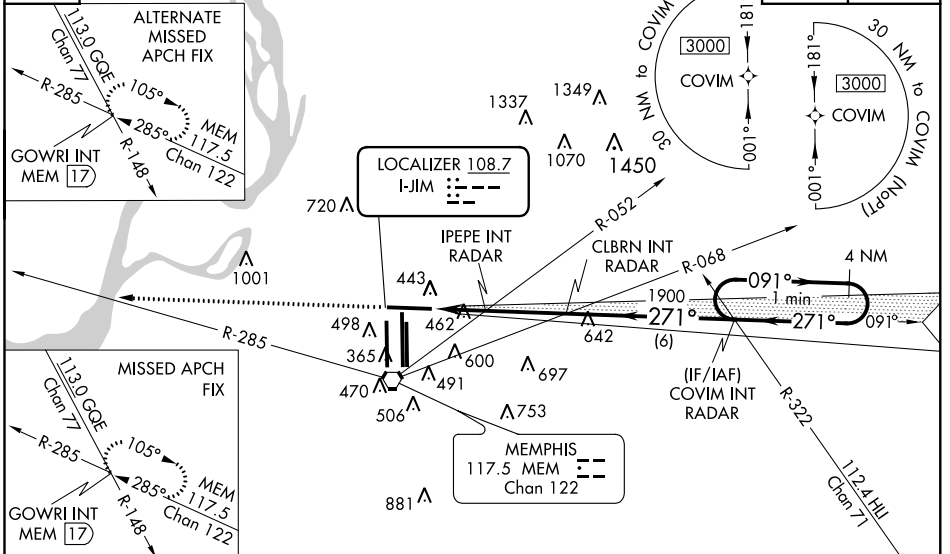 ALTERNATE
MISSED
APCH FIX
113.0 GQE
Chan 77
R-285
105°
285°
MEM
117.5
Chan 122
R-148
GOWRI INT
MEM 17
30 NM to COVIM
181°
3000
COVIM
001°
30 NM to COVIM (NoPT)
181°
3000
COVIM
001°
1337
1349
1070
1450
LOCALIZER 108.7
I-JIM
720
1001
443
IPEPE INT
RADAR
R-052
CLBRN INT
RADAR
R-068
4 NM
091°
1 min
1900
271°
(6)
271°
091°
462
498
365
642
600
697
491
470
506
753
R-285
(IF/IAF)
COVIM INT
RADAR
R-322
112.4 HLI
Chan 71
MEMPHIS
117.5 MEM
Chan 122
881
MISSED APCH
FIX
113.0 GQE
Chan 77
R-285
105°
285°
MEM
117.5
Chan 122
R-148
GOWRI INT
MEM 17